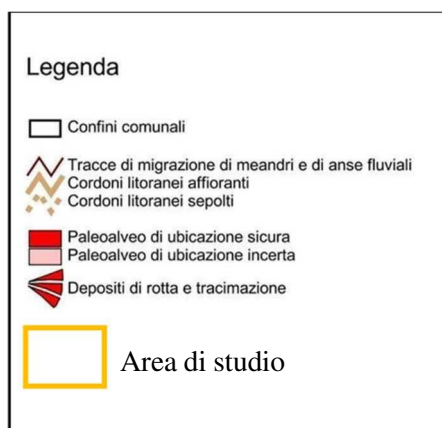 Legenda
Confini comunali
Tracce di migrazione di meandri e di anse fluviali
Cordoni litoranei affioranti
Cordoni litoranei sepolti
Paleoalveo di ubicazione sicura
Paleoalveo di ubicazione incerta
Depositi di rotta e tracimazione
Area di studio